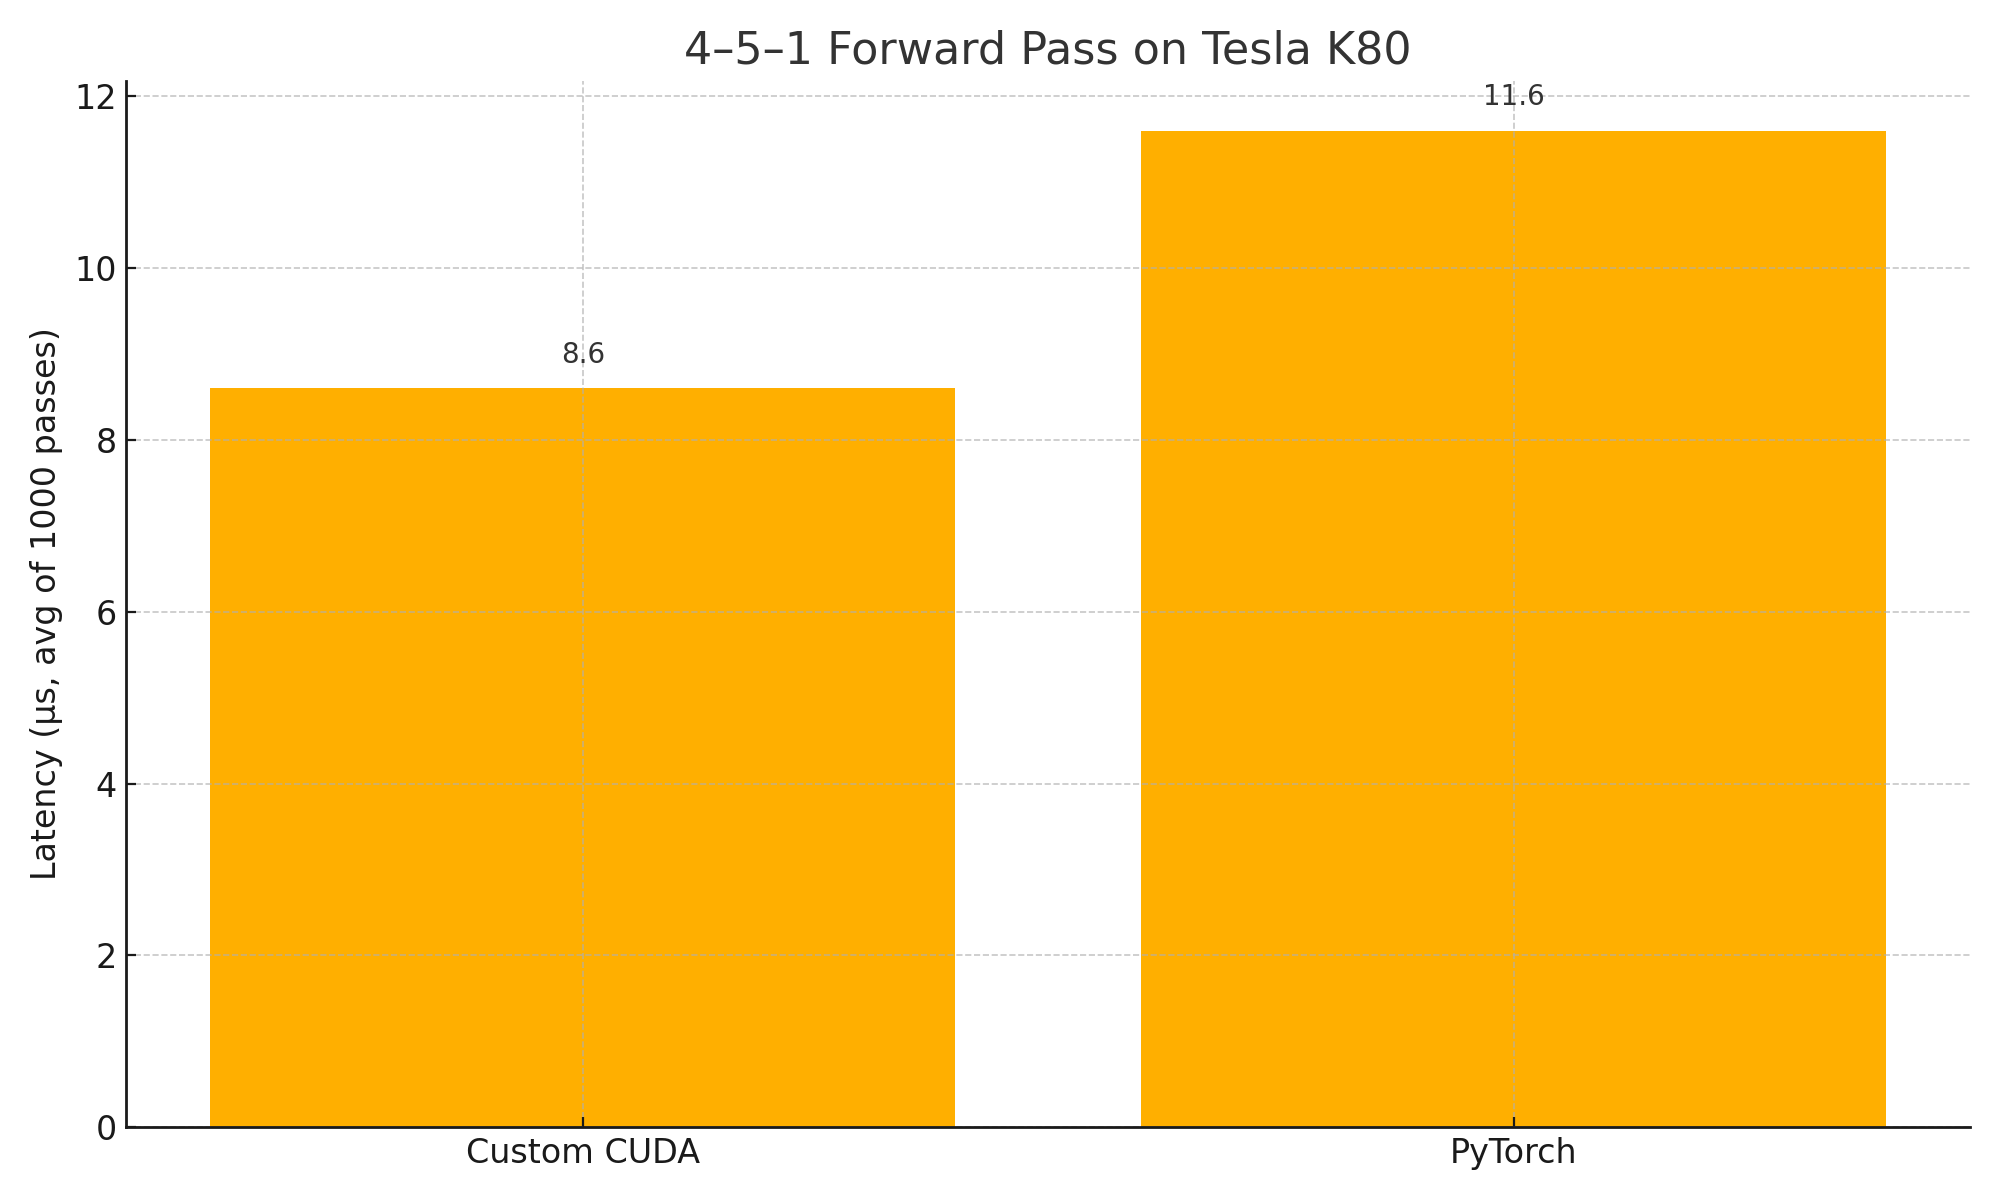 4–5–1 Forward Pass on Tesla K80
Latency (µs, avg of 1000 passes)
12
10
8
6
4
2
0
8.6
11.6
Custom CUDA
PyTorch